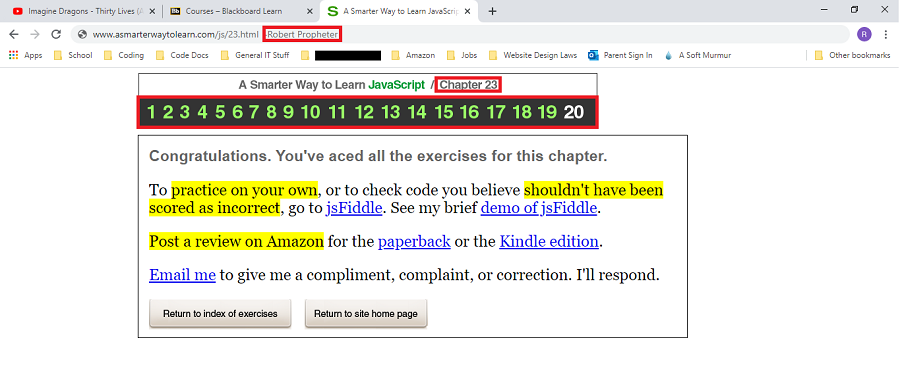 Imagine Dragons - Thirty Lives (A
Courses – Blackboard Learn
A Smarter Way to Learn JavaScrip
www.asmarterwaytolearn.com/js/23.html -Robert Propheter
R
Apps School Coding Code Docs General IT Stuff Amazon Jobs Website Design Laws Parent Sign In A Soft Murmur Other bookmarks
A Smarter Way to Learn JavaScript / Chapter 23
1 2 3 4 5 6 7 8 9 10 11 12 13 14 15 16 17 18 19 20
Congratulations. You've aced all the exercises for this chapter.
To practice on your own, or to check code you believe shouldn't have been
scored as incorrect, go to jsFiddle. See my brief demo of jsFiddle.
Post a review on Amazon for the paperback or the Kindle edition.
Email me to give me a compliment, complaint, or correction. I'll respond.
Return to index of exercises Return to site home page